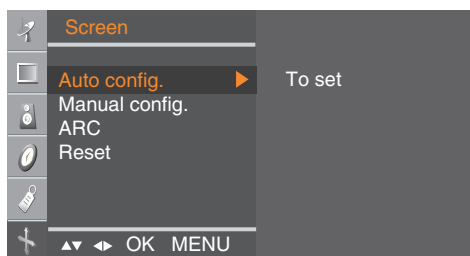 Screen
Auto config. To set
Manual config.
ARC
Reset
OK MENU